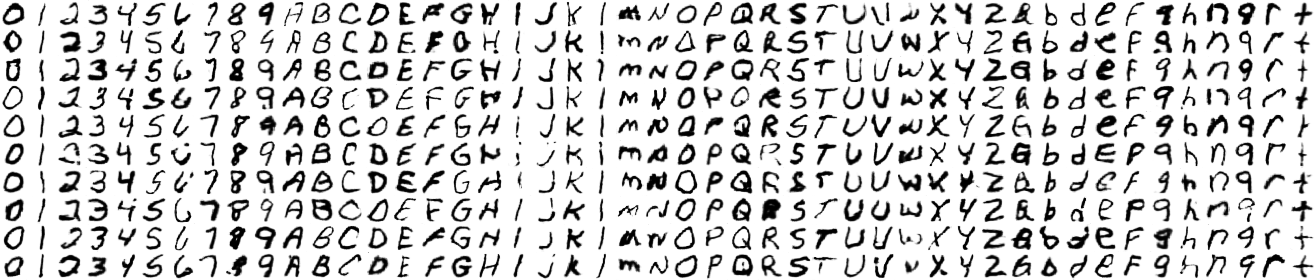 0 1 2 3 4 5 6 7 8 9 A B C D E F G H I J K l m N O P Q R S T U V w X Y Z a b d e F g h n q r t
0 1 2 3 4 5 6 7 8 9 A B C D E F G H I J K l m N O P Q R S T U V w X Y Z a b d e F g h n q r t
0 1 2 3 4 5 6 7 8 9 A B C D E F G H I J K l m N O P Q R S T U V w X Y Z a b d e F g h n q r t
0 1 2 3 4 5 6 7 8 9 A B C D E F G H I J K l m N O P Q R S T U V w X Y Z a b d e F g h n q r t
0 1 2 3 4 5 6 7 8 9 A B C D E F G H I J K l m N O P Q R S T U V w X Y Z a b d e f g h n q r t
0 1 2 3 4 5 6 7 8 9 A B C D E F G H I J K l m N O P Q R S T U V w X Y Z a b d E F g h n q r t
0 1 2 3 4 5 6 7 8 9 A B C D E F G H I J K l m N O P Q R S T U V w X Y Z a b d e F g h n q r t
0 1 2 3 4 5 6 7 8 9 A B C D E F G H I J K l m N O P Q R S T U V w X Y Z a b d e F g h n q r t
0 1 2 3 4 5 6 7 8 9 A B C D E F G H I J K l m N O P Q R S T U V w X Y Z a b d e F g h n q r t
0 1 2 3 4 5 6 7 8 9 A B C D E F G H I J K l m N O P Q R S T U V w X Y Z a b d e F g h n q r t